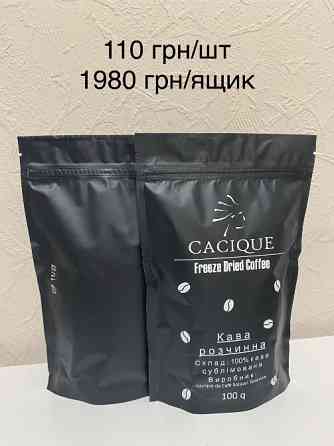 110 грн/шт
1980 грн/ящик
CACIQUE
Freeze Dried Coffee
Кава
розчинна
Склад: 100% кава
сублімована
Виробник:
100 g